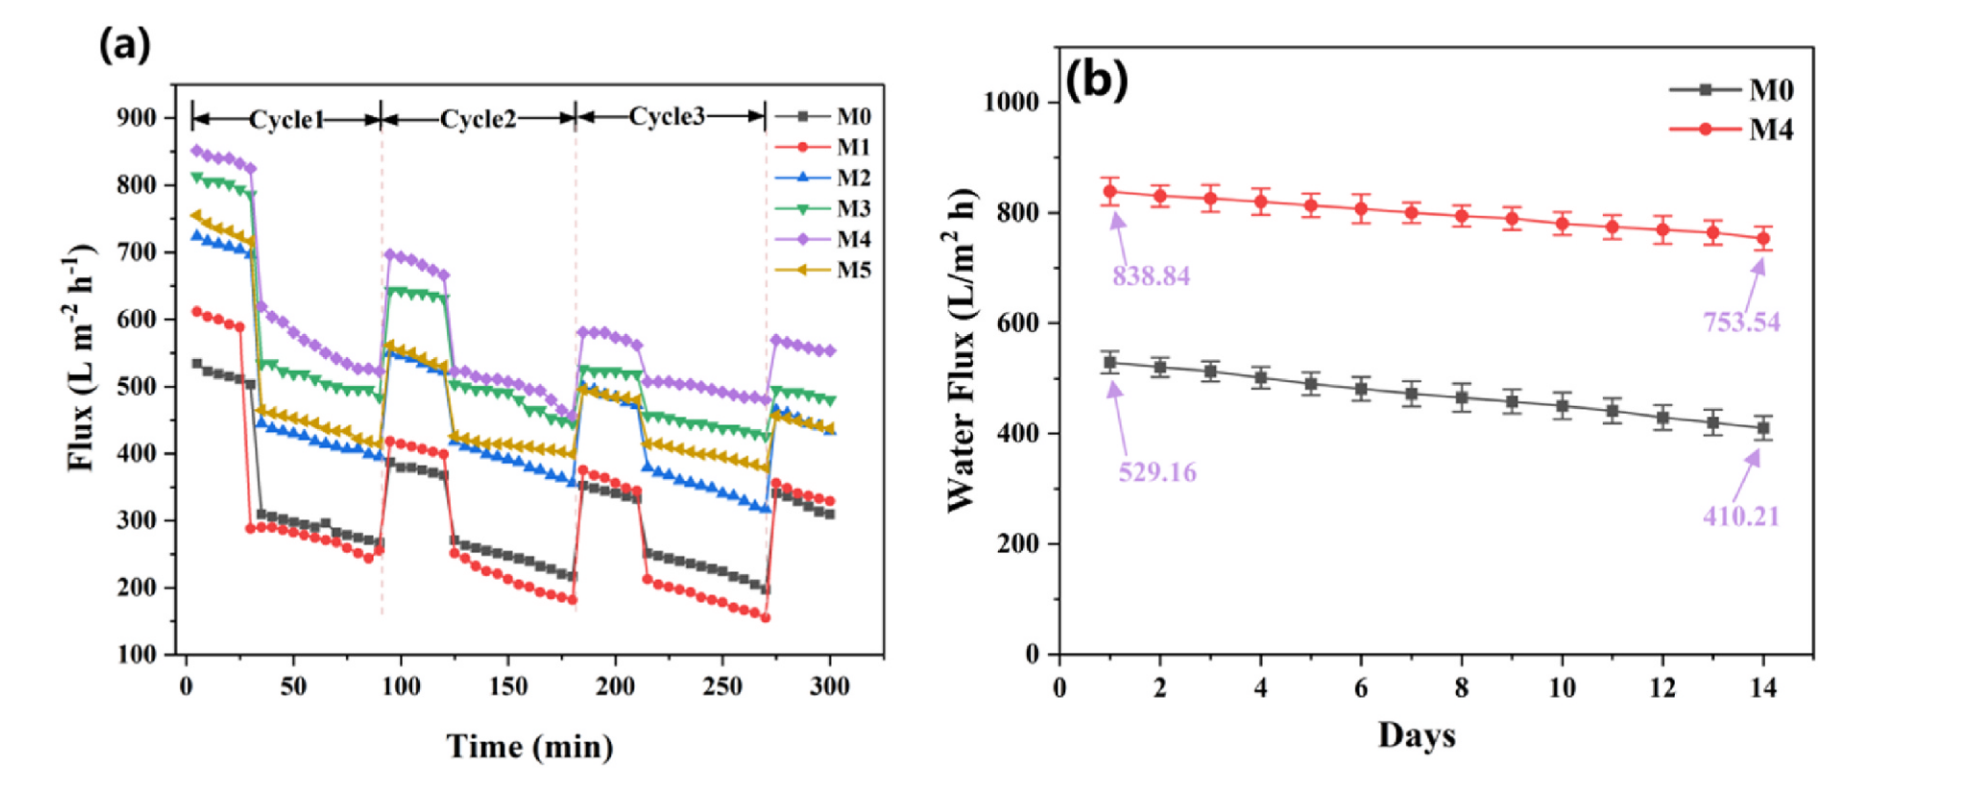 (a)
Cycle1 Cycle2 Cycle3
M0
M1
M2
M3
M4
M5
900
800
700
600
500
400
300
200
100
0 50 100 150 200 250 300
Flux (L m⁻² h⁻¹)
Time (min)
(b)
M0
M4
1000
800
600
400
200
0
838.84
753.54
529.16
410.21
0 2 4 6 8 10 12 14
Water Flux (L/m² h)
Days